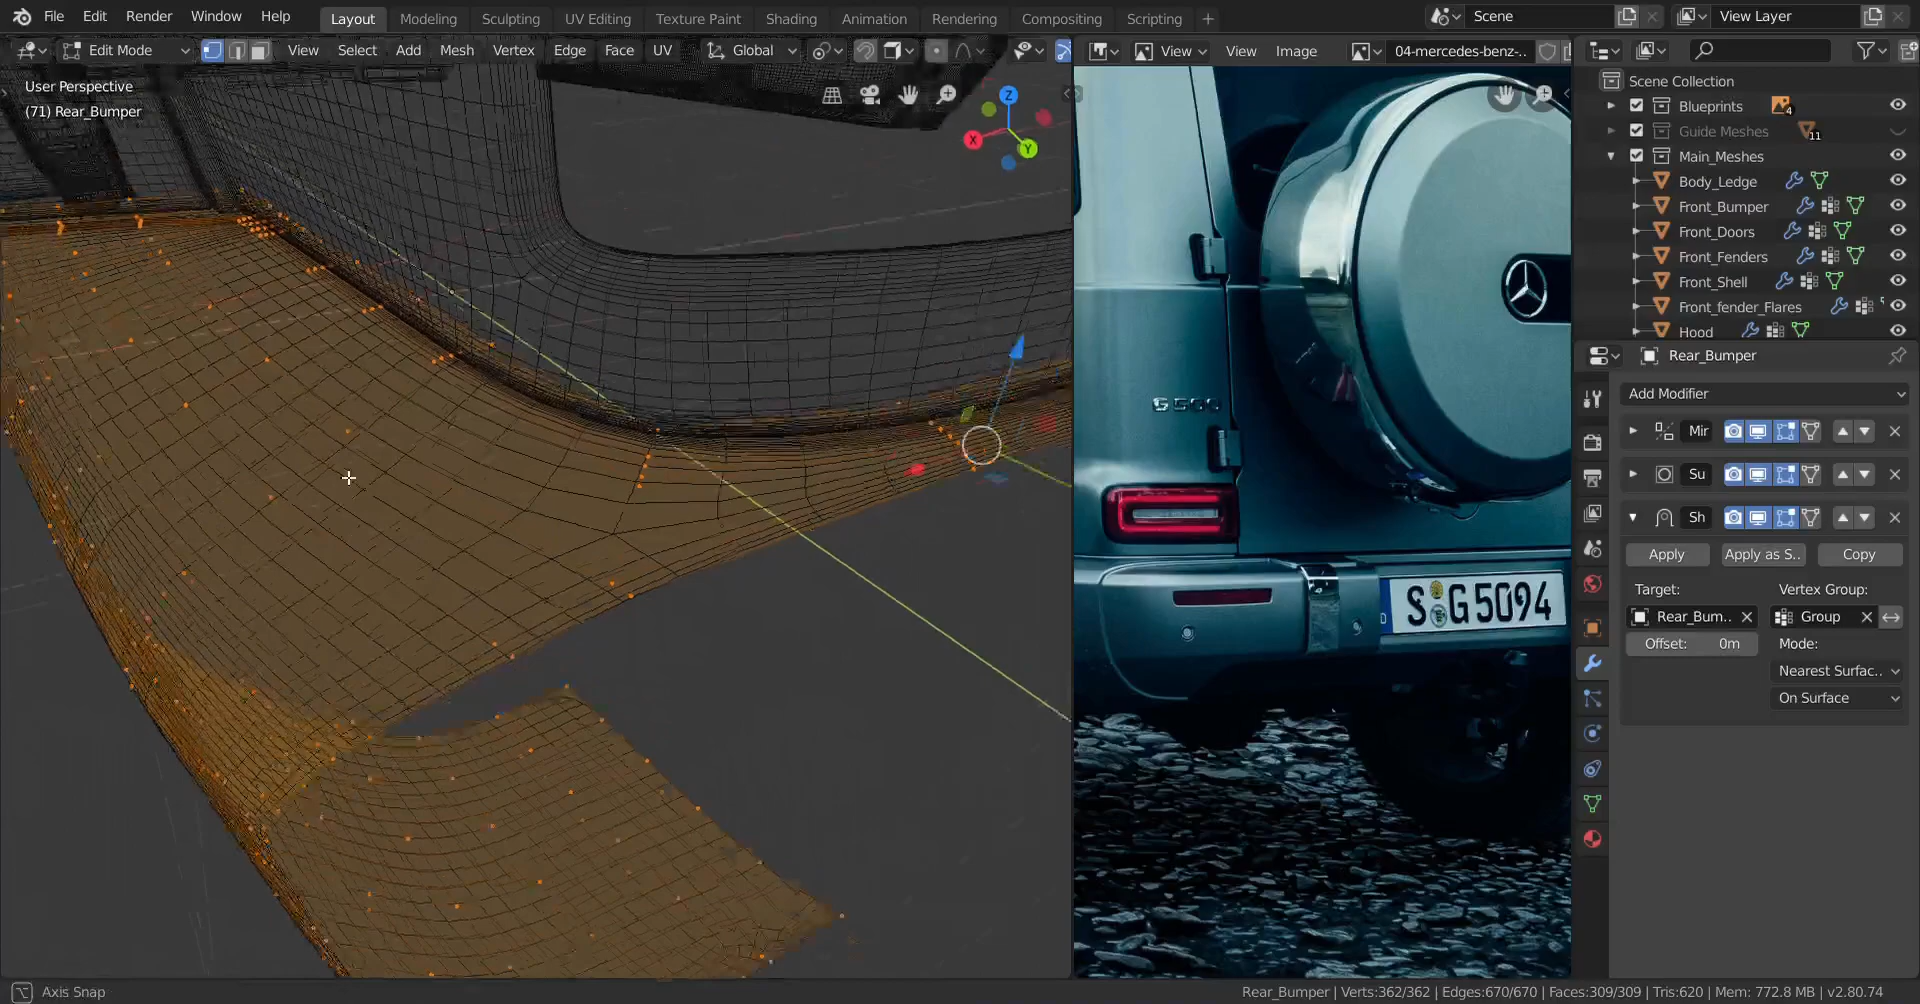 File Edit Render Window Help Layout Modeling Sculpting UV Editing Texture Paint Shading Animation Rendering Compositing Scripting + Scene View Layer
Edit Mode View Select Add Mesh Vertex Edge Face UV Global View View Image 04-mercedes-benz-..
User Perspective
(71) Rear_Bumper
Z
X
Y
G 500
S G 5094
Scene Collection
Blueprints 4
Guide Meshes 11
Main_Meshes
Body_Ledge
Front_Bumper
Front_Doors
Front_Fenders
Front_Shell
Front_fender_Flares
Hood
Rear_Bumper
Add Modifier
Mir
Su
Sh
Apply Apply as S.. Copy
Target: Vertex Group:
Rear_Bum.. Group
Offset: 0m Mode:
Nearest Surfac..
On Surface
Axis Snap
Rear_Bumper | Verts:362/362 | Edges:670/670 | Faces:309/309 | Tris:620 | Mem: 772.8 MB | v2.80.74